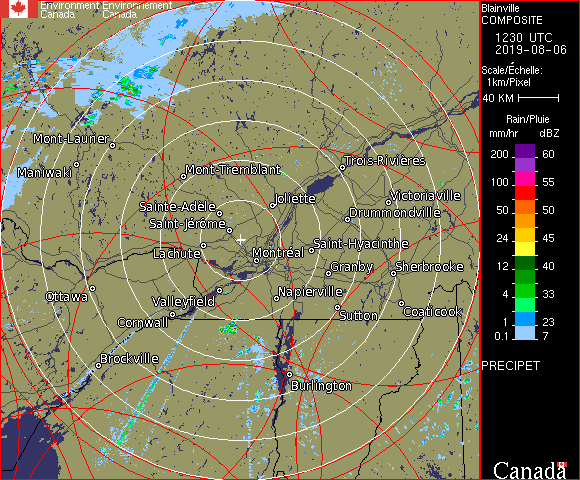 Environment Environnement
Canada Canada
Blainville
COMPOSITE
1230 UTC
2019-08-06
Scale/Échelle:
1km/Pixel
40 KM
Rain/Pluie
mm/hr dBZ
200 60
100 55
50 50
24 45
12 40
4 33
1 23
0.1 7
PRECIPET
Mont-Laurier
Maniwaki
Mont-Tremblant
Trois-Rivières
Joliette
Victoriaville
Sainte-Adèle
Drummondville
Saint-Jérôme
Saint-Hyacinthe
Lachute
Montréal
Granby
Sherbrooke
Ottawa
Valleyfield
Napierville
Cornwall
Sutton
Coaticook
Brockville
Burlington
Canada